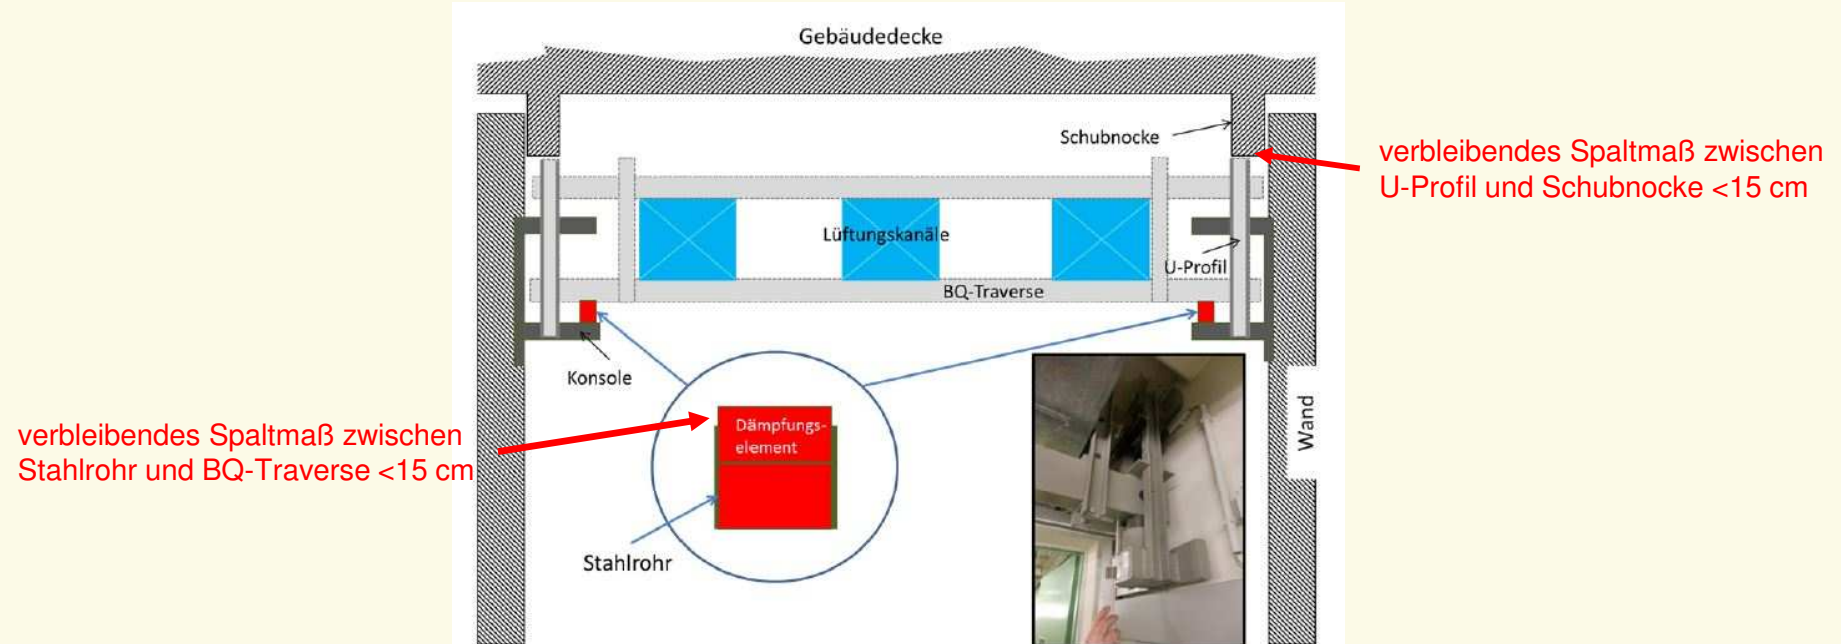 Gebäudedecke
Schubnocke
verbleibendes Spaltmaß zwischen
U-Profil und Schubnocke <15 cm
Lüftungskanäle
U-Profil
BQ-Traverse
Konsole
Wand
verbleibendes Spaltmaß zwischen
Stahlrohr und BQ-Traverse <15 cm
Dämpfungs-
element
Stahlrohr